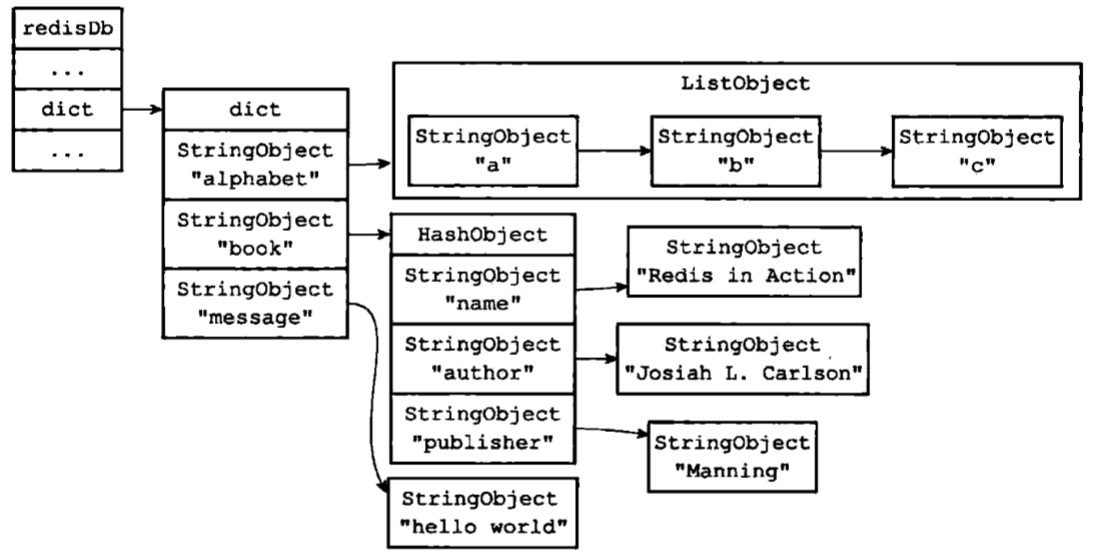 redisDb
...
dict
...
dict
StringObject
"alphabet"
StringObject
"book"
StringObject
"message"
ListObject
StringObject
"a"
StringObject
"b"
StringObject
"c"
HashObject
StringObject
"name"
StringObject
"author"
StringObject
"publisher"
StringObject
"Redis in Action"
StringObject
"Josiah L. Carlson"
StringObject
"Manning"
StringObject
"hello world"